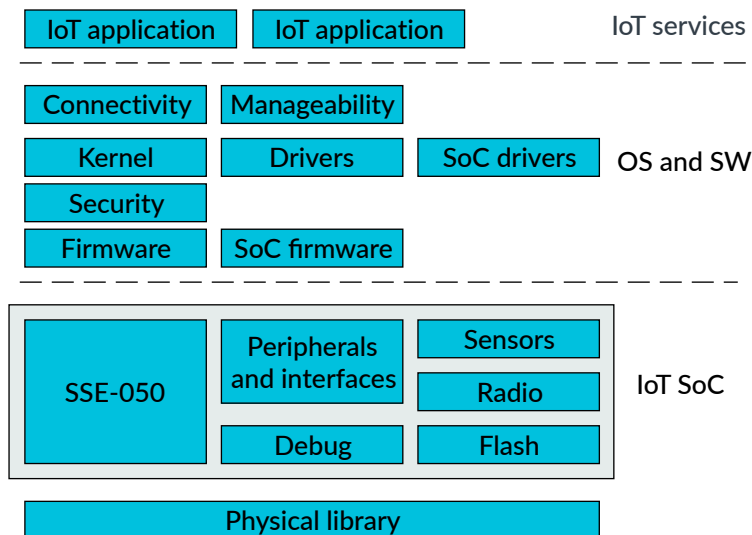 IoT application IoT application IoT services
Connectivity Manageability
Kernel Drivers SoC drivers OS and SW
Security
Firmware SoC firmware
SSE-050
Peripherals
and interfaces
Debug
Sensors
Radio
Flash
IoT SoC
Physical library